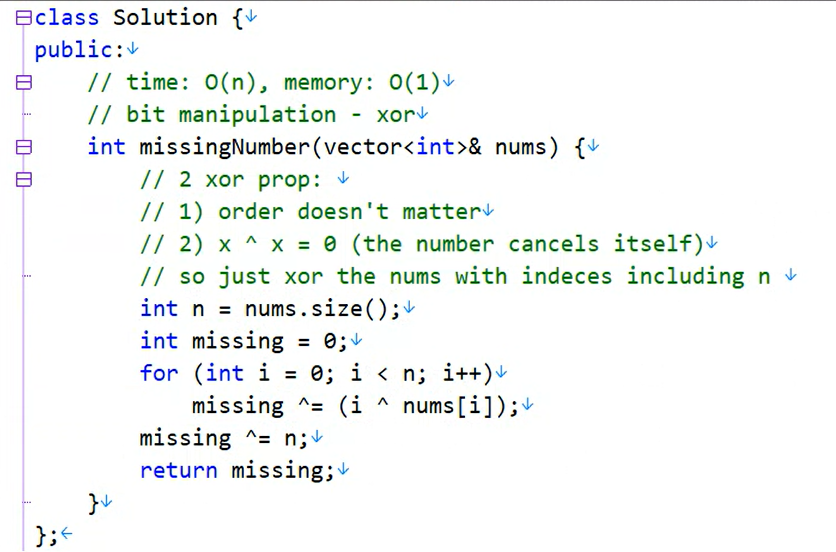 class Solution {
public:
    // time: O(n), memory: O(1)
    // bit manipulation - xor
    int missingNumber(vector<int>& nums) {
        // 2 xor prop:
        // 1) order doesn't matter
        // 2) x ^ x = 0 (the number cancels itself)
        // so just xor the nums with indeces including n
        int n = nums.size();
        int missing = 0;
        for (int i = 0; i < n; i++)
            missing ^= (i ^ nums[i]);
        missing ^= n;
        return missing;
    }
};